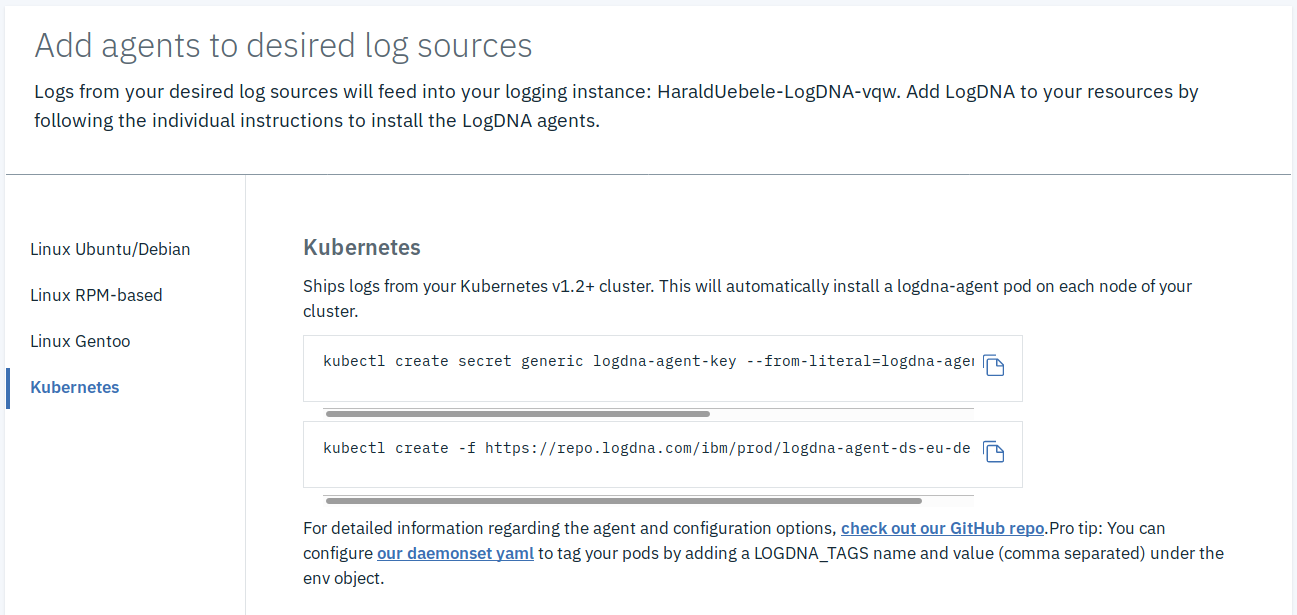 Add agents to desired log sources
Logs from your desired log sources will feed into your logging instance: HaraldUebele-LogDNA-vqw. Add LogDNA to your resources by
following the individual instructions to install the LogDNA agents.
Linux Ubuntu/Debian
Linux RPM-based
Linux Gentoo
Kubernetes
Kubernetes
Ships logs from your Kubernetes v1.2+ cluster. This will automatically install a logdna-agent pod on each node of your
cluster.
kubectl create secret generic logdna-agent-key --from-literal=logdna-agen
kubectl create -f https://repo.logdna.com/ibm/prod/logdna-agent-ds-eu-de
For detailed information regarding the agent and configuration options, check out our GitHub repo.Pro tip: You can
configure our daemonset yaml to tag your pods by adding a LOGDNA_TAGS name and value (comma separated) under the
env object.